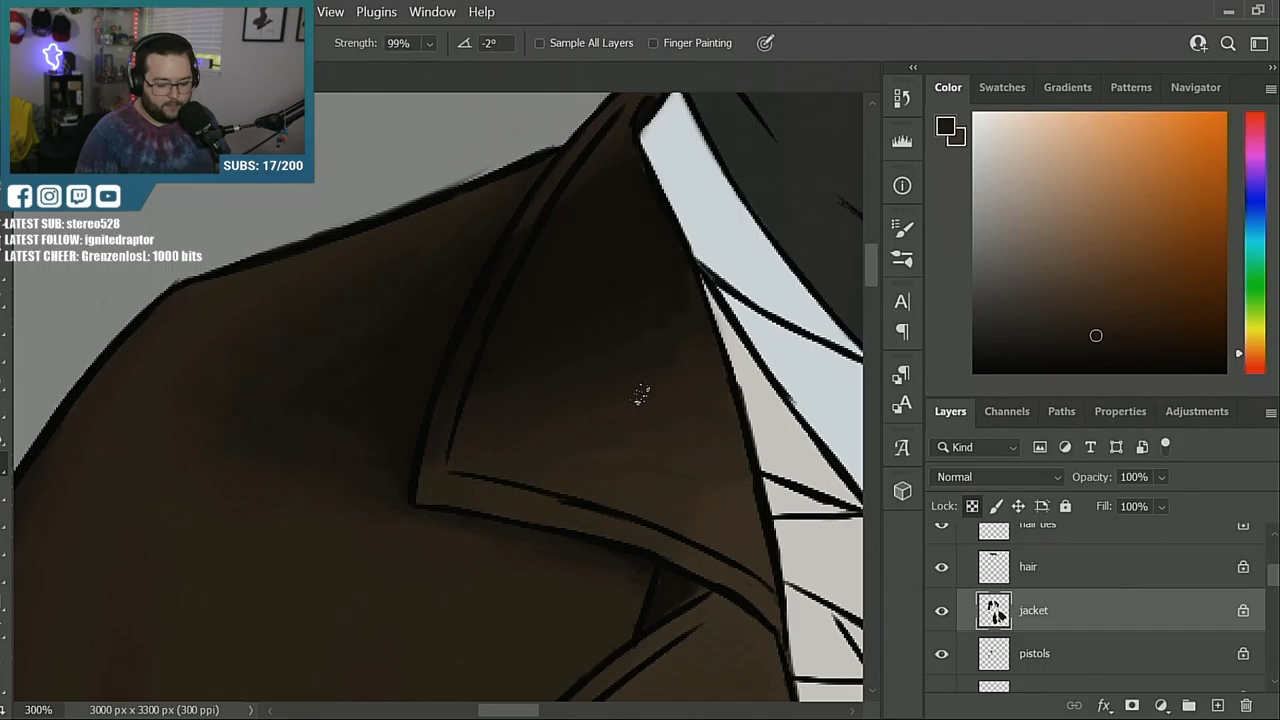 View Plugins Window Help
Strength: 99% -2° Sample All Layers Finger Painting
SUBS: 17/200
LATEST SUB: stereo528
LATEST FOLLOW: ignitedraptor
LATEST CHEER: GrenzenlosL: 1000 bits
Color Swatches Gradients Patterns Navigator
Layers Channels Paths Properties Adjustments
Kind
Normal Opacity: 100%
Lock: Fill: 100%
hair ties
hair
jacket
pistols
300% 3000 px x 3300 px (300 ppi)